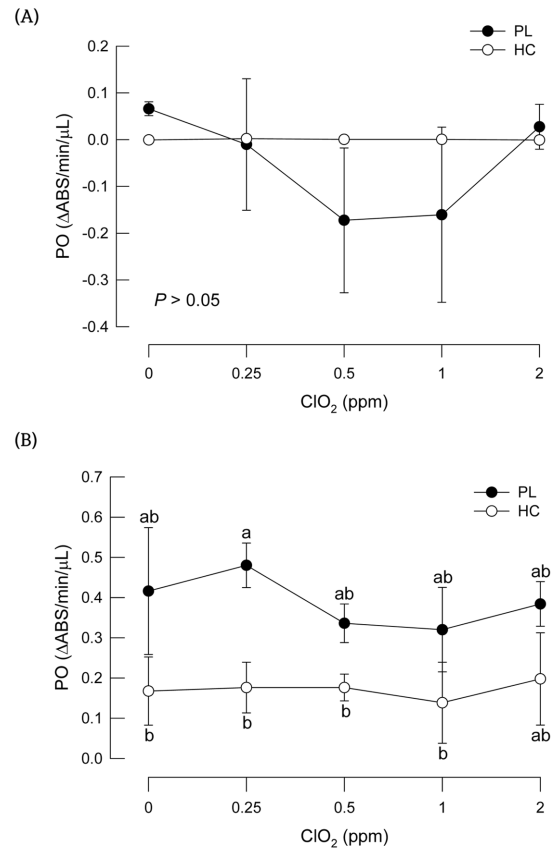 (A)
PL
HC
0.2
0.1
0.0
-0.1
-0.2
-0.3
-0.4
PO (ΔABS/min/μL)
P > 0.05
0 0.25 0.5 1 2
ClO₂ (ppm)
(B)
PL
HC
0.7
0.6
0.5
0.4
0.3
0.2
0.1
0.0
PO (ΔABS/min/μL)
ab a ab ab ab
b b b b ab
0 0.25 0.5 1 2
ClO₂ (ppm)